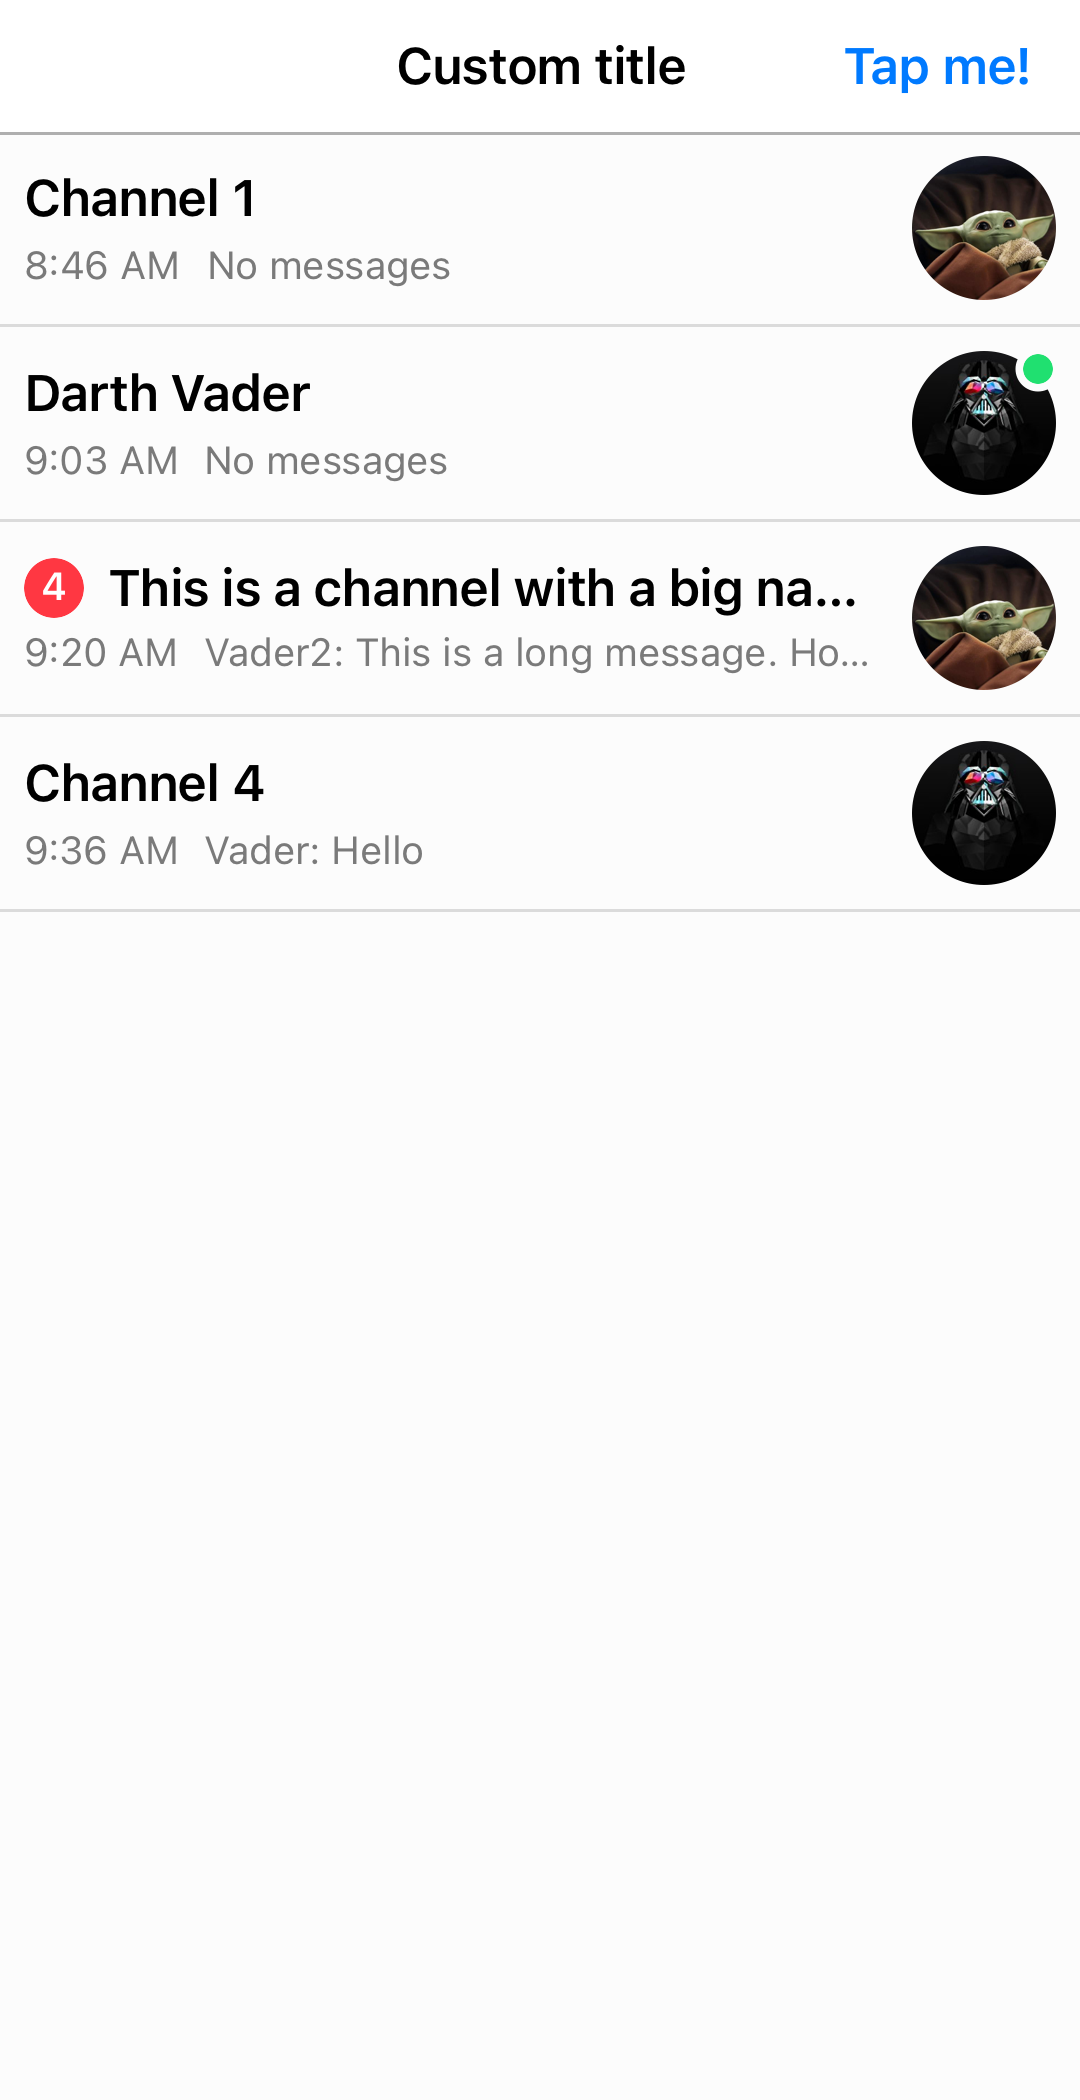 Custom title
Tap me!
Channel 1
8:46 AM No messages
Darth Vader
9:03 AM No messages
4 This is a channel with a big na...
9:20 AM Vader2: This is a long message. Ho...
Channel 4
9:36 AM Vader: Hello